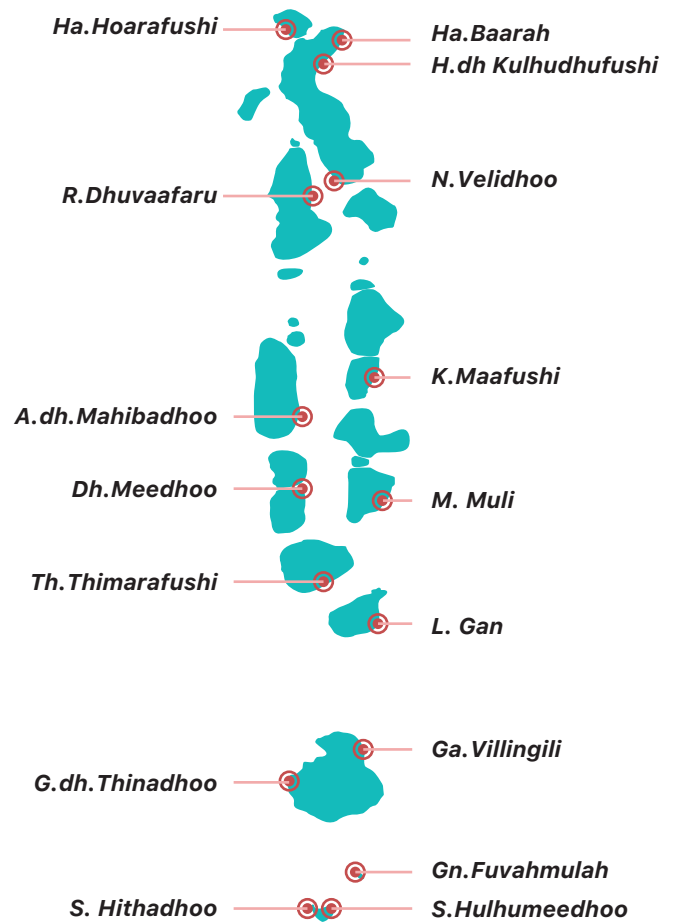 Ha.Hoarafushi
Ha.Baarah
H.dh Kulhudhufushi
N.Velidhoo
R.Dhuvaafaru
K.Maafushi
A.dh.Mahibadhoo
Dh.Meedhoo
M. Muli
Th.Thimarafushi
L. Gan
Ga.Villingili
G.dh.Thinadhoo
Gn.Fuvahmulah
S. Hithadhoo
S.Hulhumeedhoo